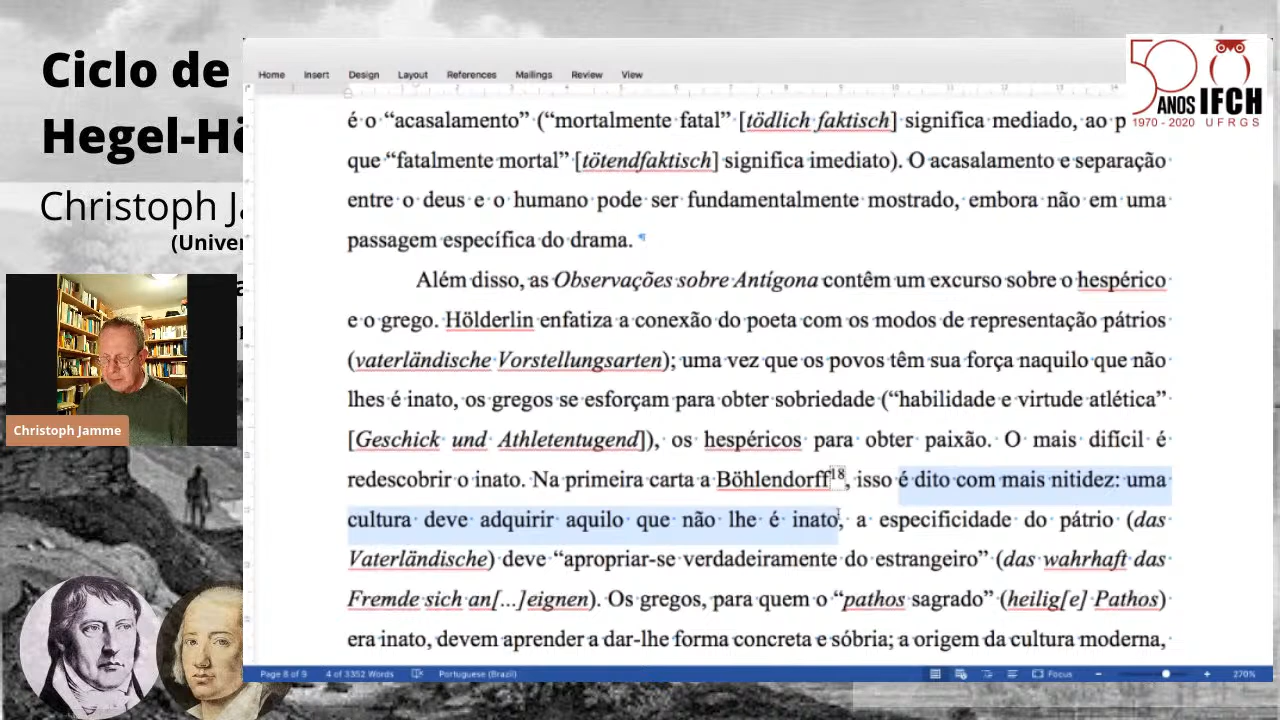 Ciclo de
Hegel-Hö
Christoph Ja
(Univer
Christoph Jamme
Home Insert Design Layout References Mailings Review View
50 ANOS IFCH
1970 - 2020 UFRGS
é o “acasalamento” (“mortalmente fatal” [tödlich faktisch] significa mediado, ao p
que “fatalmente mortal” [tötendfaktisch] significa imediato). O acasalamento e separação
entre o deus e o humano pode ser fundamentalmente mostrado, embora não em uma
passagem específica do drama.
Além disso, as Observações sobre Antígona contêm um excurso sobre o hespérico
e o grego. Hölderlin enfatiza a conexão do poeta com os modos de representação pátrios
(vaterländische Vorstellungsarten); uma vez que os povos têm sua força naquilo que não
lhes é inato, os gregos se esforçam para obter sobriedade (“habilidade e virtude atlética”
[Geschick und Athletentugend]), os hespéricos para obter paixão. O mais difícil é
redescobrir o inato. Na primeira carta a Böhlendorff18, isso é dito com mais nitidez: uma
cultura deve adquirir aquilo que não lhe é inato, a especificidade do pátrio (das
Vaterländische) deve “apropriar-se verdadeiramente do estrangeiro” (das wahrhaft das
Fremde sich an[...]eignen). Os gregos, para quem o “pathos sagrado” (heilig[e] Pathos)
era inato, devem aprender a dar-lhe forma concreta e sóbria; a origem da cultura moderna,
Page 8 of 9 4 of 3352 Words Portuguese (Brazil) Focus 270%